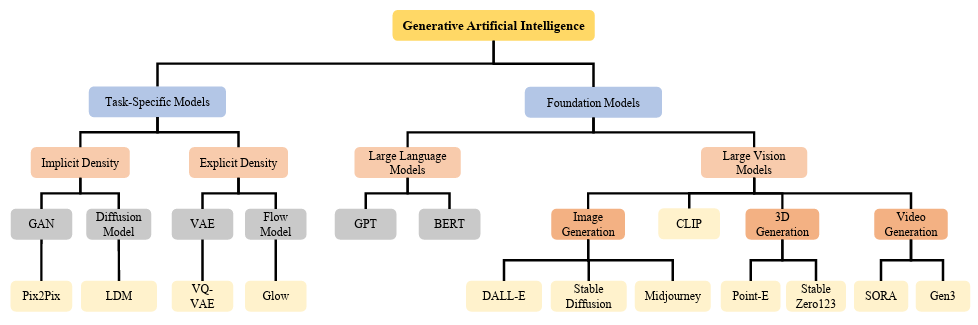 Generative Artificial Intelligence
Task-Specific Models
Foundation Models
Implicit Density
Explicit Density
Large Language
Models
Large Vision
Models
GAN
Diffusion
Model
VAE
Flow
Model
GPT
BERT
Image
Generation
CLIP
3D
Generation
Video
Generation
Pix2Pix
LDM
VQ-
VAE
Glow
DALL-E
Stable
Diffusion
Midjourney
Point-E
Stable
Zero123
SORA
Gen3